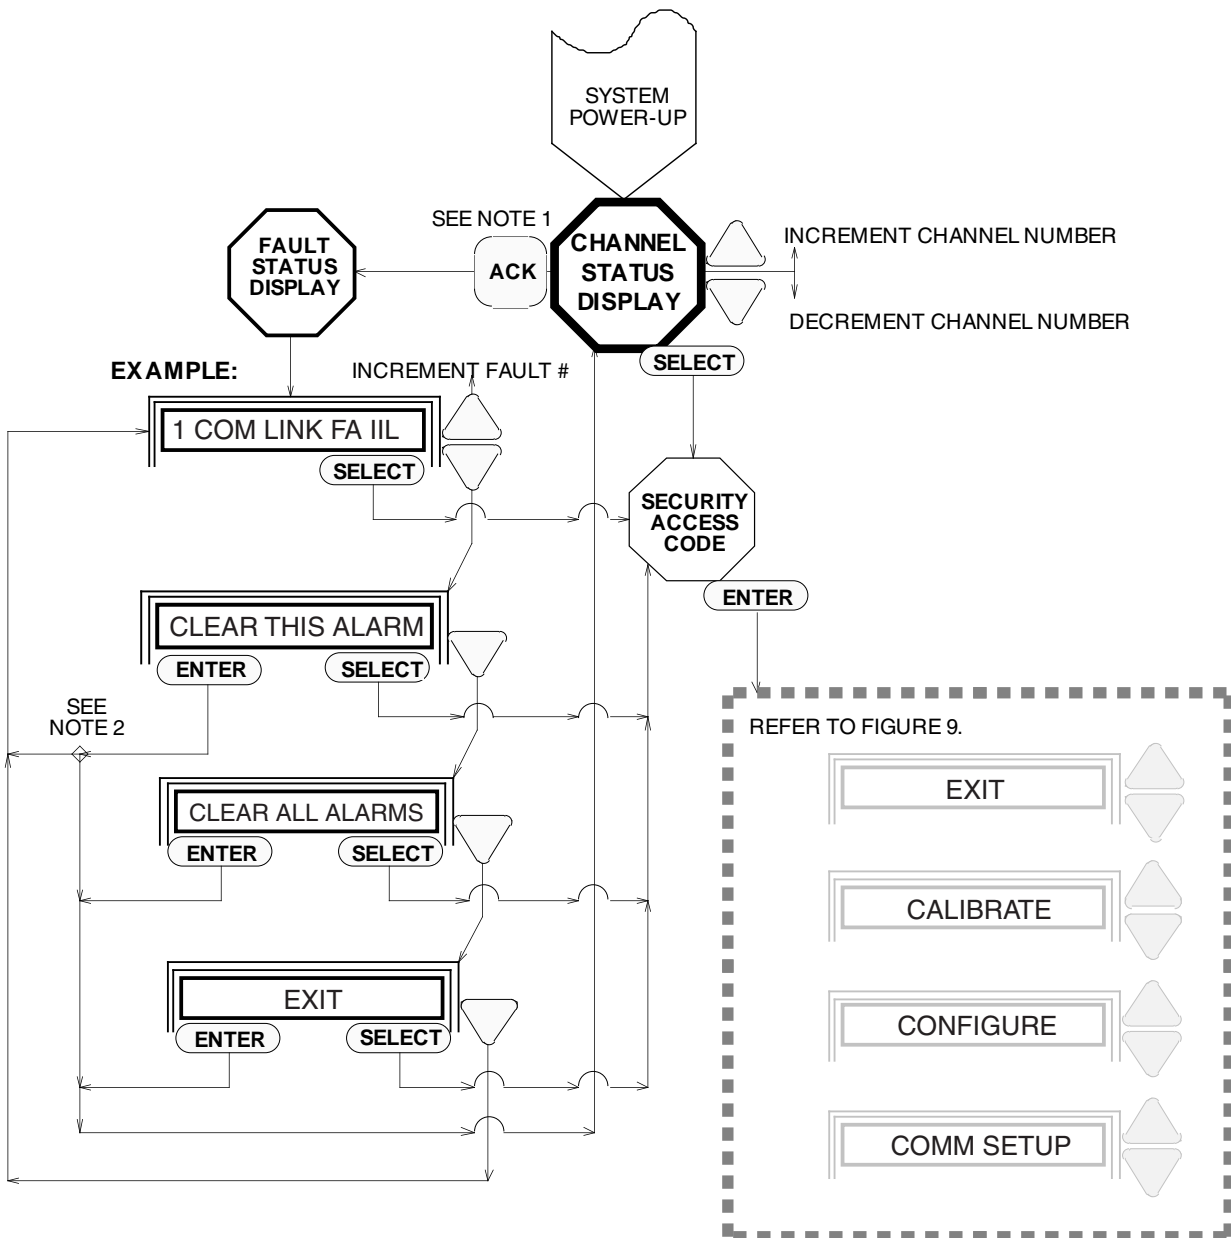 SYSTEM
POWER-UP
SEE NOTE 1
FAULT
STATUS
DISPLAY
ACK
CHANNEL
STATUS
DISPLAY
INCREMENT CHANNEL NUMBER
DECREMENT CHANNEL NUMBER
SELECT
EXAMPLE:
INCREMENT FAULT #
1 COM LINK FA IIL
SELECT
SECURITY
ACCESS
CODE
ENTER
CLEAR THIS ALARM
ENTER
SELECT
SEE
NOTE 2
CLEAR ALL ALARMS
ENTER
SELECT
EXIT
ENTER
SELECT
REFER TO FIGURE 9.
EXIT
CALIBRATE
CONFIGURE
COMM SETUP